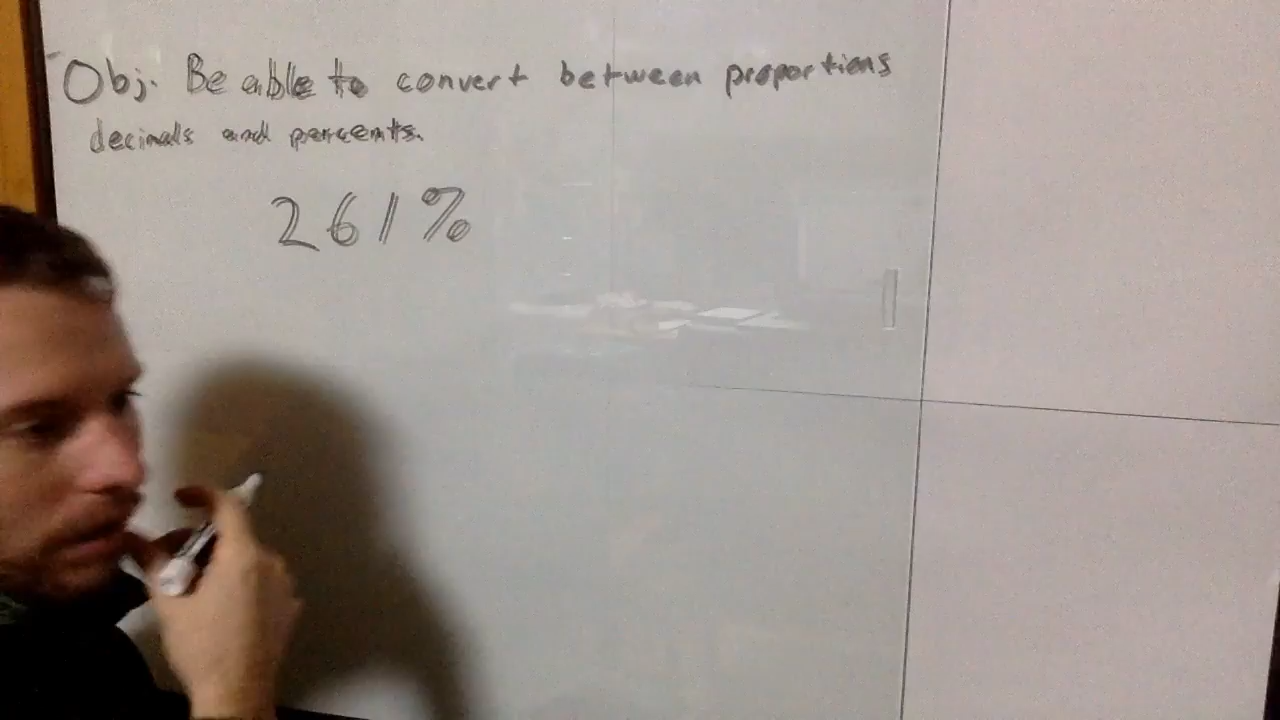 Obj. Be able to convert between proportions
decimals and percents.
261%